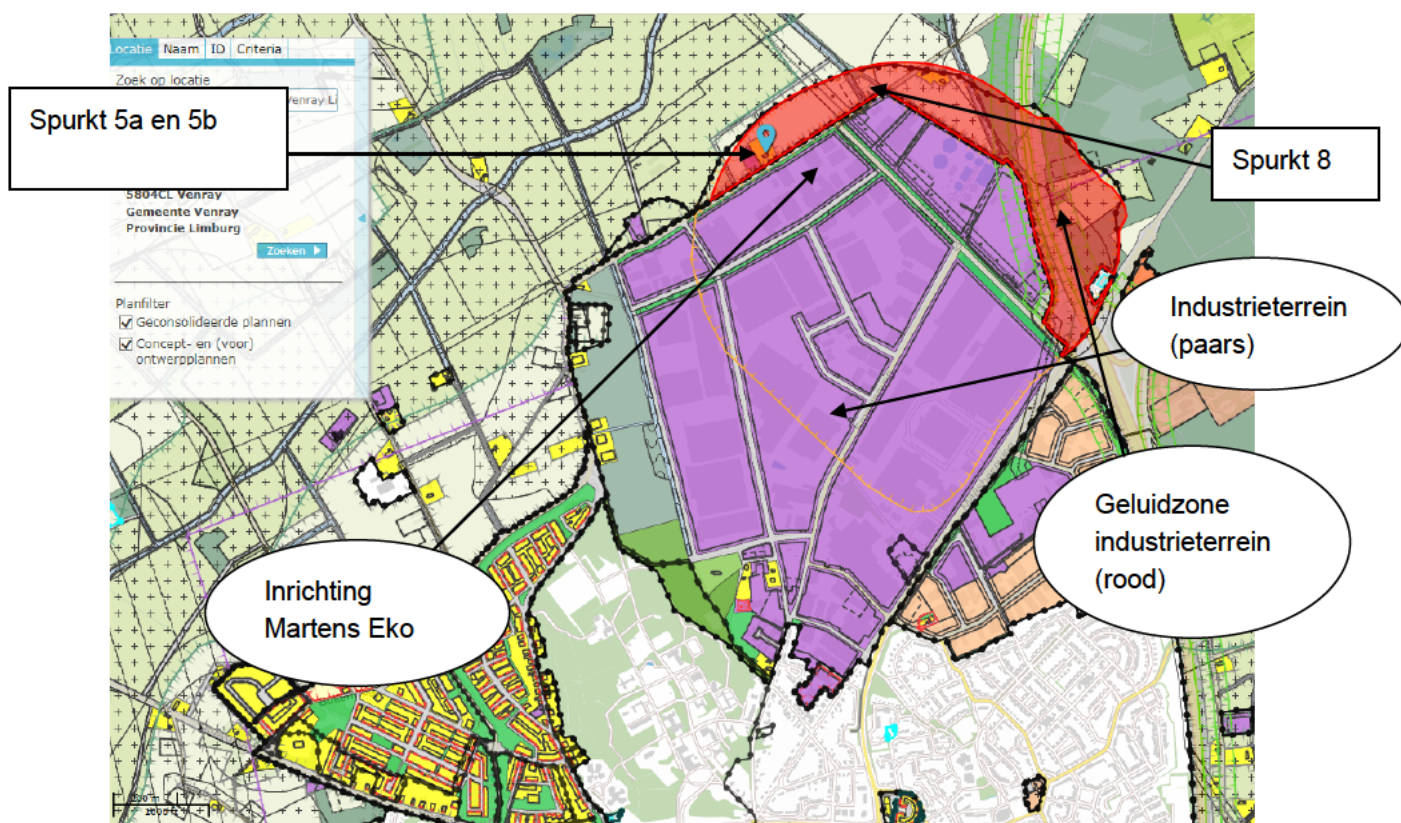 Locatie Naam ID Criteria
Zoek op locatie
Venray Li
Spurkt 5a en 5b
Spurkt 8
5804CL Venray
Gemeente Venray
Provincie Limburg
Zoeken
Industrieterrein
(paars)
Planfilter
Geconsolideerde plannen
Concept- en (voor)
ontwerpplannen
Geluidzone
industrieterrein
(rood)
Inrichting
Martens Eko